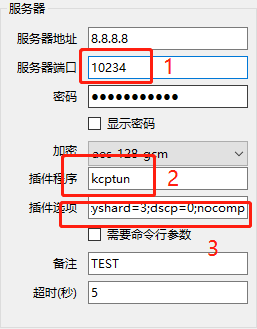 服务器
服务器地址 8.8.8.8
服务器端口 10234 1
密码 ●●●●●●●●●●●
显示密码
加密 aes-128-gcm
插件程序 kcptun 2
插件选项 yshard=3;dscp=0;nocomp
需要命令行参数 3
备注 TEST
超时(秒) 5